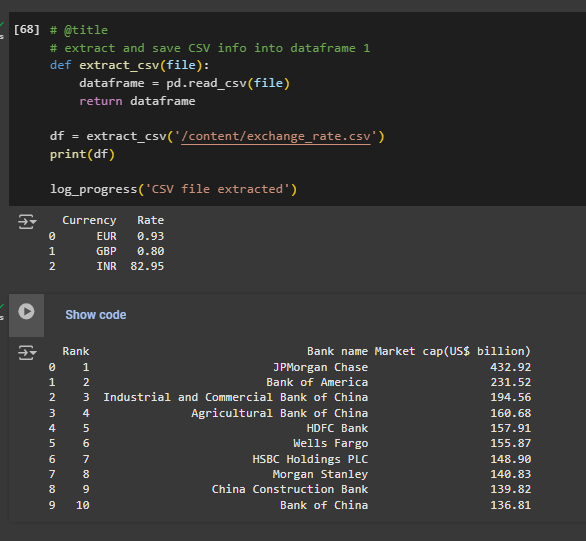 [68] # @title
# extract and save CSV info into dataframe 1
def extract_csv(file):
    dataframe = pd.read_csv(file)
    return dataframe
df = extract_csv('/content/exchange_rate.csv')
print(df)
log_progress('CSV file extracted')
Currency Rate
0 EUR 0.93
1 GBP 0.80
2 INR 82.95
Show code
Rank Bank name Market cap(US$ billion)
0 1 JPMorgan Chase 432.92
1 2 Bank of America 231.52
2 3 Industrial and Commercial Bank of China 194.56
3 4 Agricultural Bank of China 160.68
4 5 HDFC Bank 157.91
5 6 Wells Fargo 155.87
6 7 HSBC Holdings PLC 148.90
7 8 Morgan Stanley 140.83
8 9 China Construction Bank 139.82
9 10 Bank of China 136.81